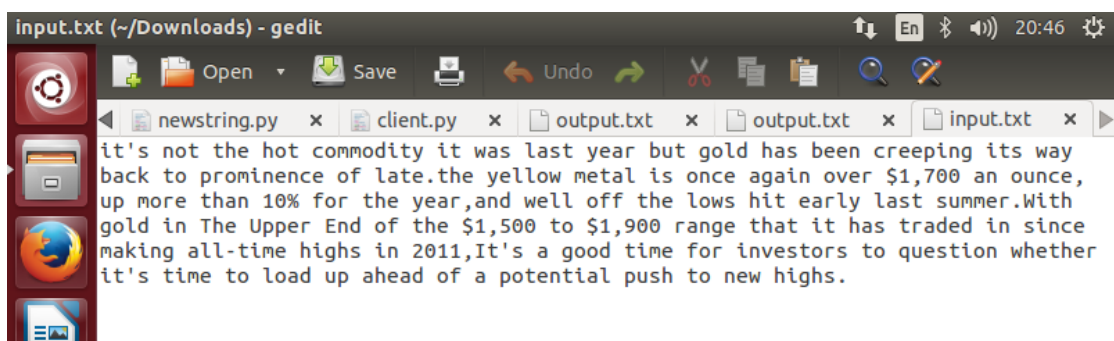 input.txt (~/Downloads) - gedit En 20:46
Open Save Undo
newstring.py client.py output.txt output.txt input.txt
it's not the hot commodity it was last year but gold has been creeping its way
back to prominence of late.the yellow metal is once again over $1,700 an ounce,
up more than 10% for the year,and well off the lows hit early last summer.With
gold in The Upper End of the $1,500 to $1,900 range that it has traded in since
making all-time highs in 2011,It's a good time for investors to question whether
it's time to load up ahead of a potential push to new highs.